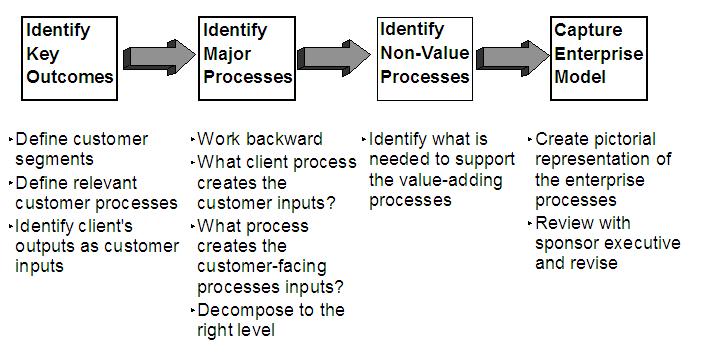 Identify
Key
Outcomes
Identify
Major
Processes
Identify
Non-Value
Processes
Capture
Enterprise
Model
‣Define customer
segments
‣Define relevant
customer processes
‣Identify client's
outputs as customer
inputs
‣Work backward
‣What client process
creates the
customer inputs?
‣What process
creates the
customer-facing
processes inputs?
‣Decompose to the
right level
‣Identify what is
needed to support
the value-adding
processes
‣Create pictorial
representation of
the enterprise
processes
‣Review with
sponsor executive
and revise